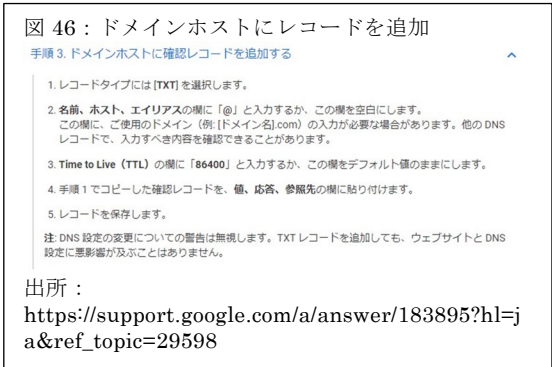 図 46：ドメインホストにレコードを追加
手順 3. ドメインホストに確認レコードを追加する
1. レコードタイプには [TXT] を選択します。
2. 名前、ホスト、エイリアスの欄に「@」と入力するか、この欄を空白にします。
この欄に、ご使用のドメイン（例: [ドメイン名].com）の入力が必要な場合があります。他の DNS
レコードで、入力すべき内容を確認できることがあります。
3. Time to Live（TTL）の欄に「86400」と入力するか、この欄をデフォルト値のままにします。
4. 手順 1 でコピーした確認レコードを、値、応答、参照先の欄に貼り付けます。
5. レコードを保存します。
注: DNS 設定の変更についての警告は無視します。TXT レコードを追加しても、ウェブサイトと DNS
設定に悪影響が及ぶことはありません。
出所：
https://support.google.com/a/answer/183895?hl=j
a&ref_topic=29598